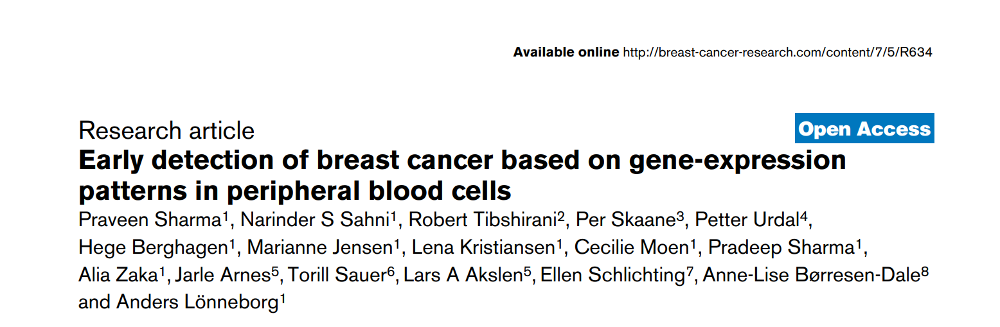 Available online http://breast-cancer-research.com/content/7/5/R634
Research article
Open Access
Early detection of breast cancer based on gene-expression
patterns in peripheral blood cells
Praveen Sharma1, Narinder S Sahni1, Robert Tibshirani2, Per Skaane3, Petter Urdal4,
Hege Berghagen1, Marianne Jensen1, Lena Kristiansen1, Cecilie Moen1, Pradeep Sharma1,
Alia Zaka1, Jarle Arnes5, Torill Sauer6, Lars A Akslen5, Ellen Schlichting7, Anne-Lise Børresen-Dale8
and Anders Lönneborg1